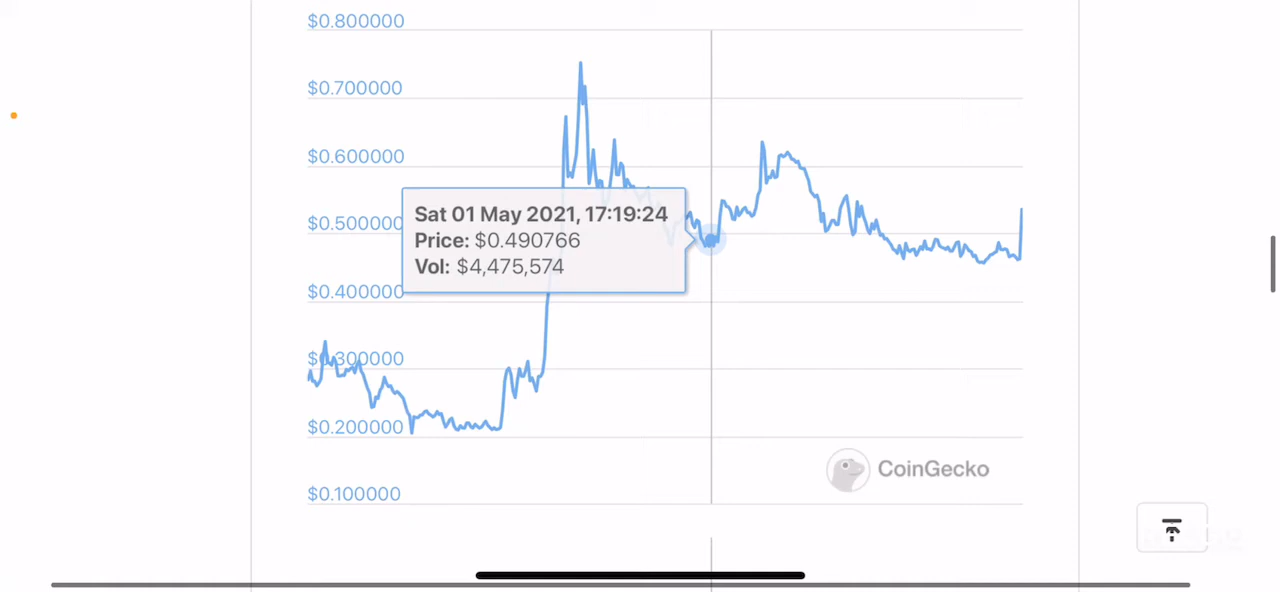 $0.800000
$0.700000
$0.600000
$0.500000
Sat 01 May 2021, 17:19:24
Price: $0.490766
Vol: $4,475,574
$0.400000
$0.300000
$0.200000
CoinGecko
$0.100000